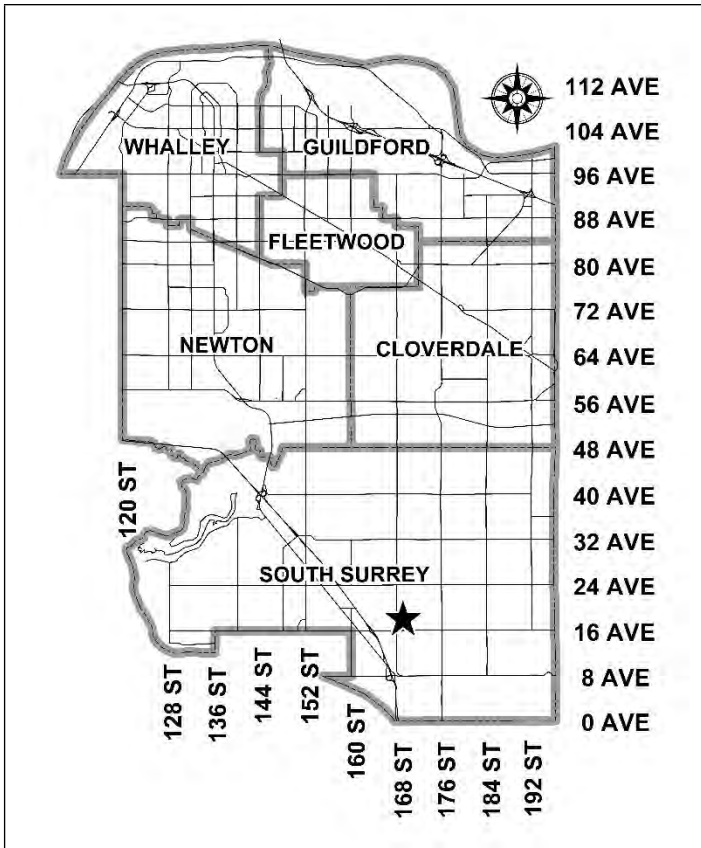 112 AVE
104 AVE
WHALLEY
GUILDFORD
96 AVE
88 AVE
FLEETWOOD
80 AVE
72 AVE
NEWTON
CLOVERDALE
64 AVE
56 AVE
48 AVE
120 ST
40 AVE
32 AVE
SOUTH SURREY
24 AVE
16 AVE
128 ST
136 ST
144 ST
152 ST
160 ST
8 AVE
0 AVE
168 ST
176 ST
184 ST
192 ST